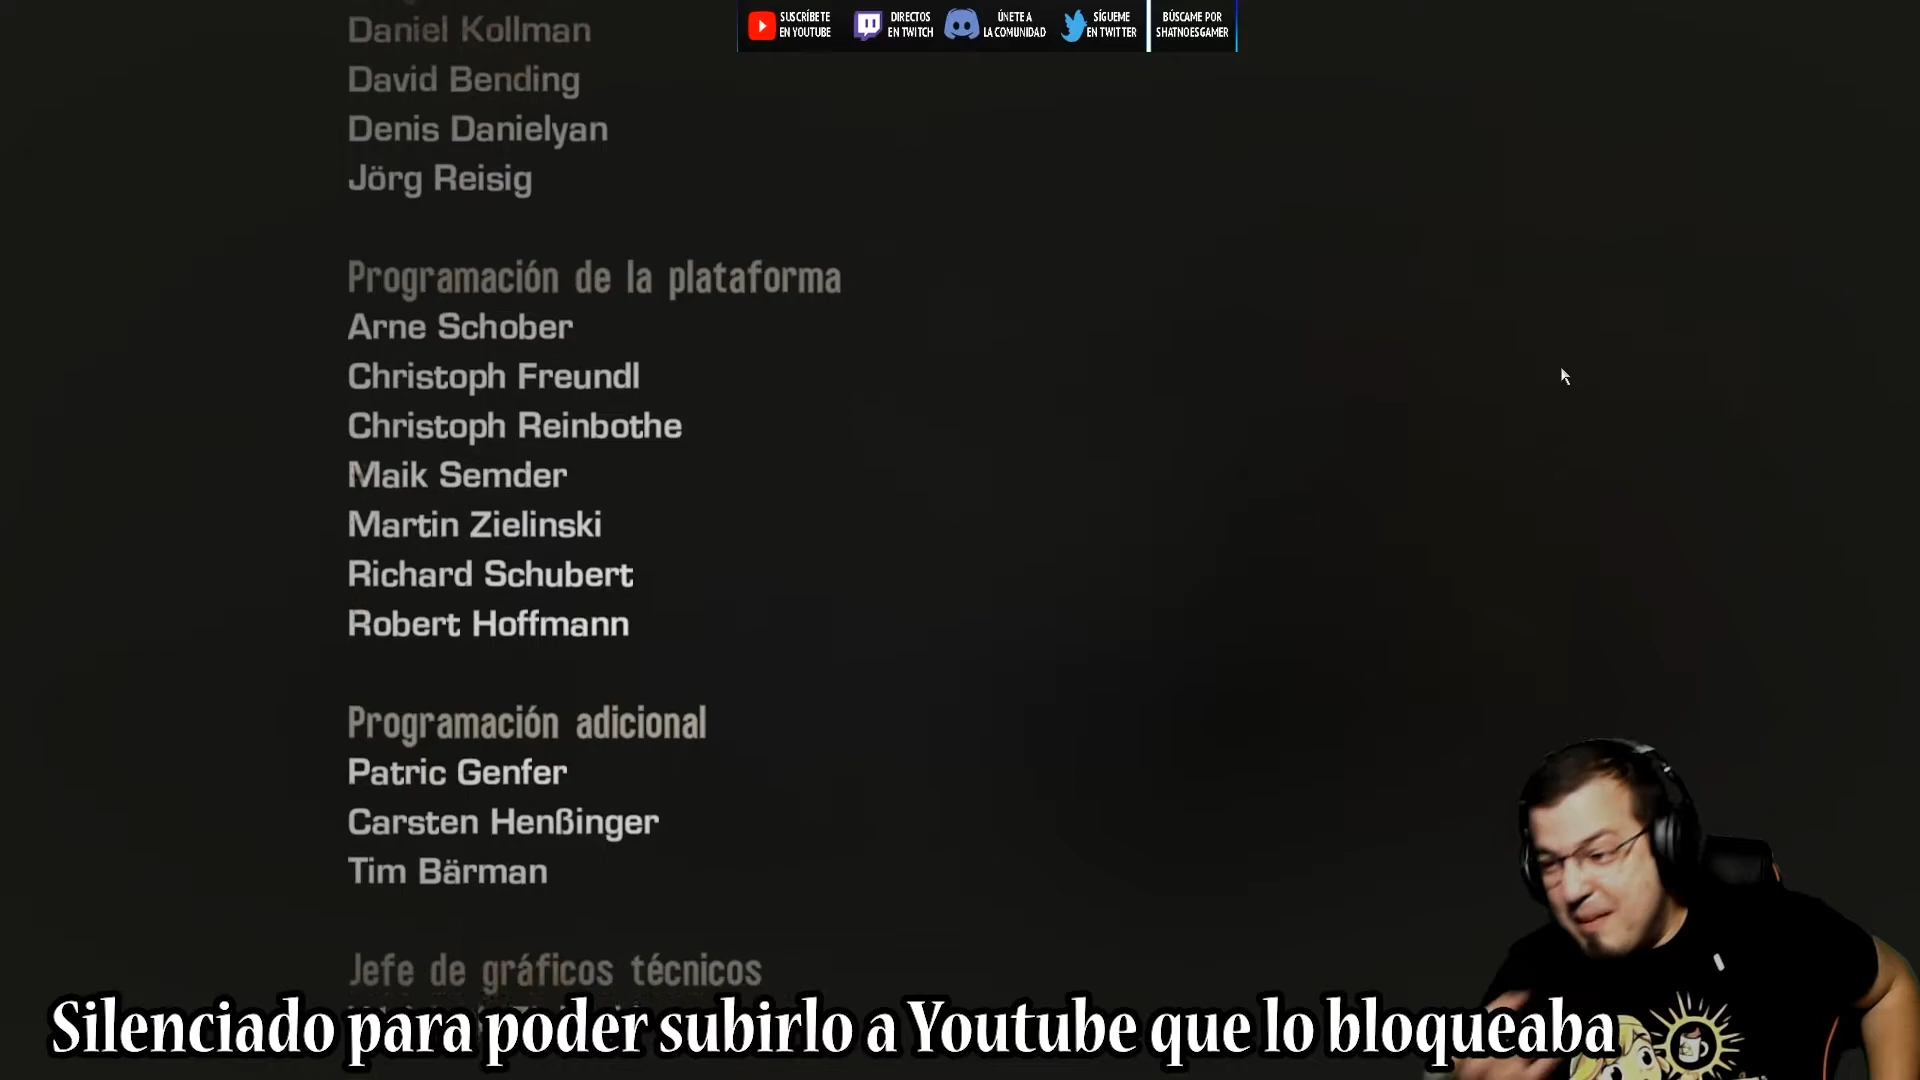 SUSCRÍBETE
EN YOUTUBE
DIRECTOS
EN TWITCH
ÚNETE A
LA COMUNIDAD
SÍGUEME
EN TWITTER
BÚSCAME POR
SHATNOESGAMER
Daniel Kollman
David Bending
Denis Danielyan
Jörg Reisig
Programación de la plataforma
Arne Schober
Christoph Freundl
Christoph Reinbothe
Maik Semder
Martin Zielinski
Richard Schubert
Robert Hoffmann
Programación adicional
Patric Genfer
Carsten Henßinger
Tim Bärman
Jefe de gráficos técnicos
Silenciado para poder subirlo a Youtube que lo bloqueaba